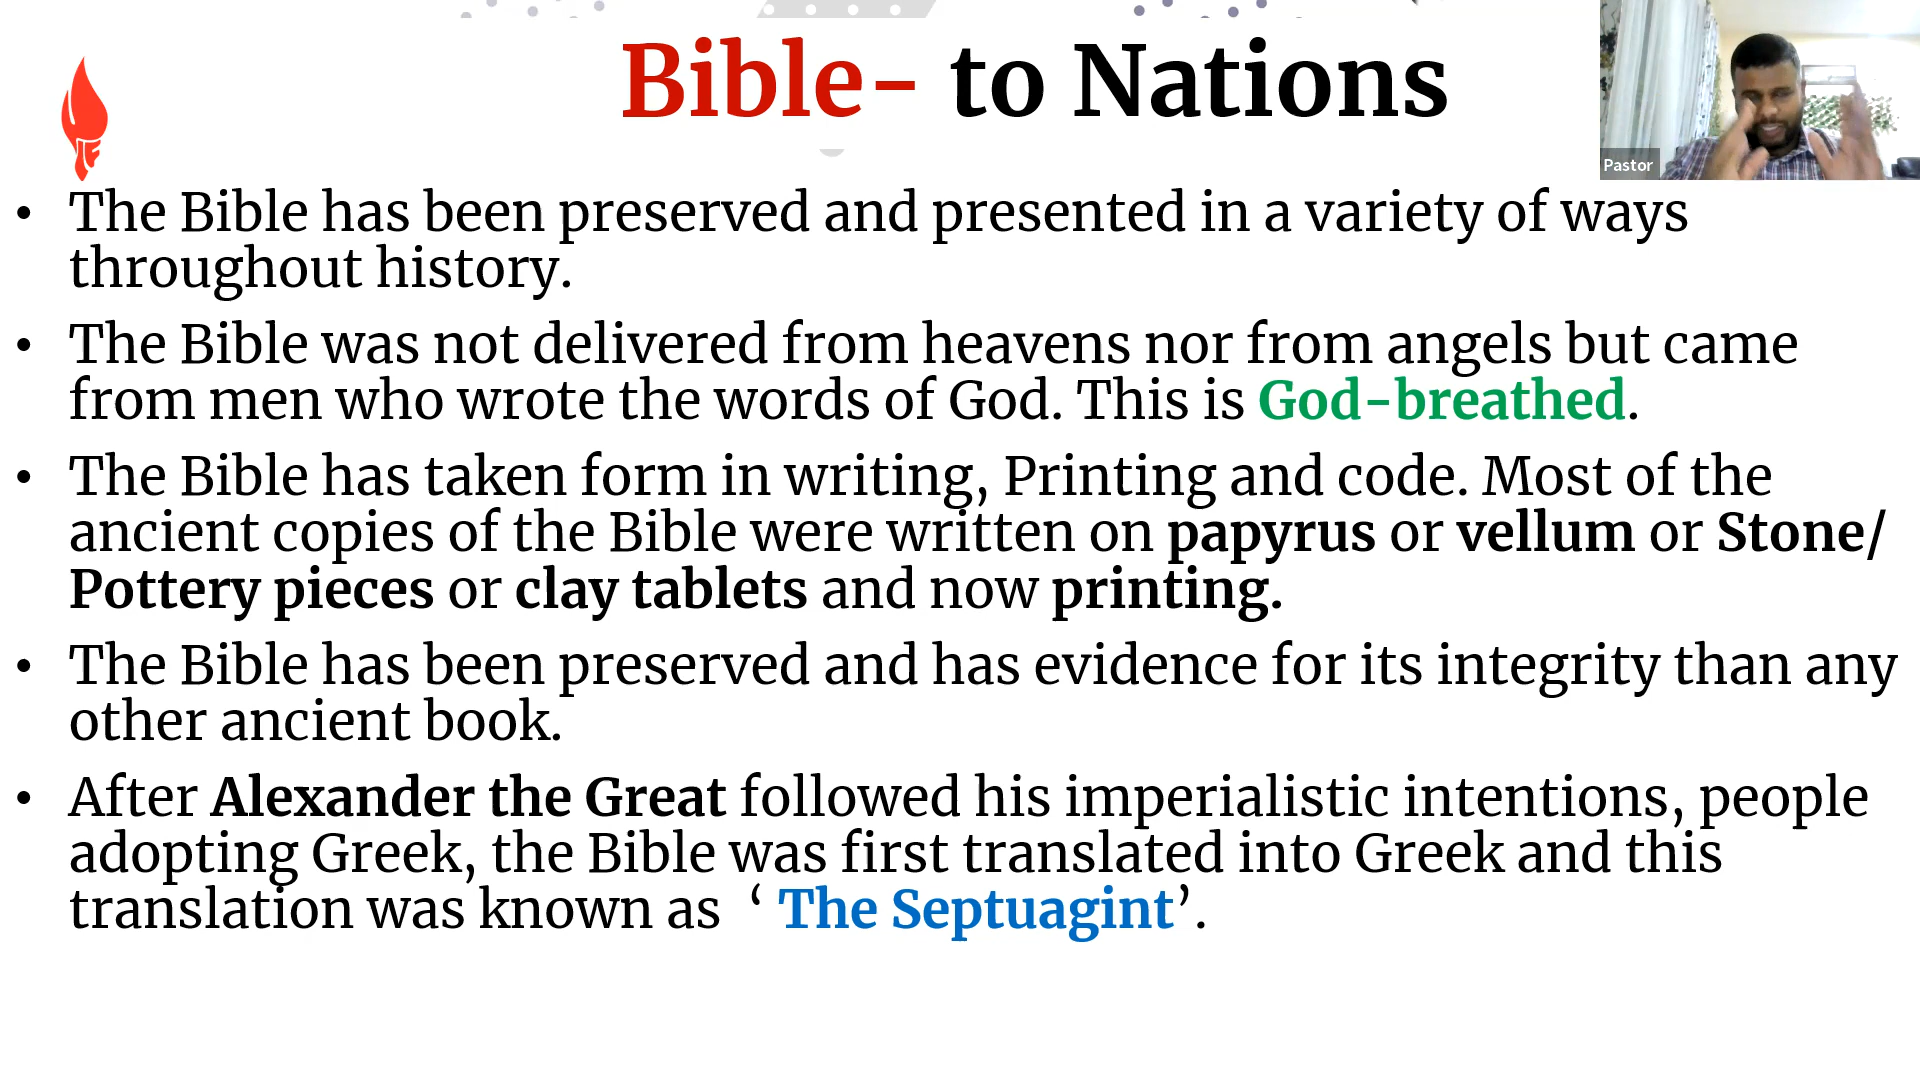 Bible- to Nations
Pastor
• The Bible has been preserved and presented in a variety of ways
throughout history.
• The Bible was not delivered from heavens nor from angels but came
from men who wrote the words of God. This is God-breathed.
• The Bible has taken form in writing, Printing and code. Most of the
ancient copies of the Bible were written on papyrus or vellum or Stone/
Pottery pieces or clay tablets and now printing.
• The Bible has been preserved and has evidence for its integrity than any
other ancient book.
• After Alexander the Great followed his imperialistic intentions, people
adopting Greek, the Bible was first translated into Greek and this
translation was known as ‘ The Septuagint’.